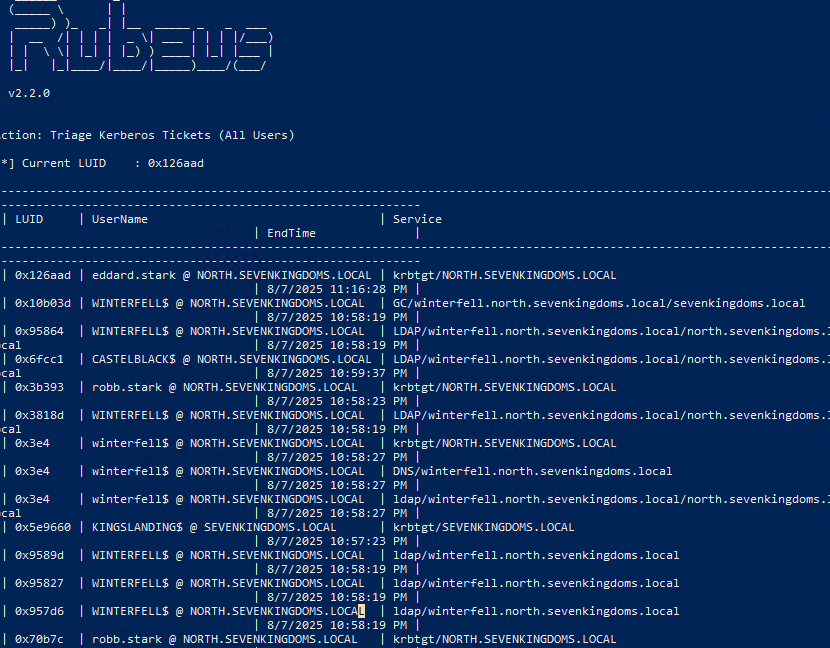 Rubeus
v2.2.0
ction: Triage Kerberos Tickets (All Users)
*] Current LUID    : 0x126aad
| LUID     | UserName                                 | Service
| EndTime              |
| 0x126aad | eddard.stark @ NORTH.SEVENKINGDOMS.LOCAL | krbtgt/NORTH.SEVENKINGDOMS.LOCAL
| 8/7/2025 11:16:28 PM |
| 0x10b03d | WINTERFELL$ @ NORTH.SEVENKINGDOMS.LOCAL  | GC/winterfell.north.sevenkingdoms.local/sevenkingdoms.local
| 8/7/2025 10:58:19 PM |
| 0x95864  | WINTERFELL$ @ NORTH.SEVENKINGDOMS.LOCAL  | LDAP/winterfell.north.sevenkingdoms.local/north.sevenkingdoms.l
ocal | 8/7/2025 10:58:19 PM |
| 0x6fcc1  | CASTELBLACK$ @ NORTH.SEVENKINGDOMS.LOCAL | LDAP/winterfell.north.sevenkingdoms.local/north.sevenkingdoms.l
ocal | 8/7/2025 10:59:37 PM |
| 0x3b393  | robb.stark @ NORTH.SEVENKINGDOMS.LOCAL   | krbtgt/NORTH.SEVENKINGDOMS.LOCAL
| 8/7/2025 10:58:23 PM |
| 0x3818d  | WINTERFELL$ @ NORTH.SEVENKINGDOMS.LOCAL  | LDAP/winterfell.north.sevenkingdoms.local/north.sevenkingdoms.l
ocal | 8/7/2025 10:58:19 PM |
| 0x3e4    | winterfell$ @ NORTH.SEVENKINGDOMS.LOCAL  | krbtgt/NORTH.SEVENKINGDOMS.LOCAL
| 8/7/2025 10:58:27 PM |
| 0x3e4    | winterfell$ @ NORTH.SEVENKINGDOMS.LOCAL  | DNS/winterfell.north.sevenkingdoms.local
| 8/7/2025 10:58:27 PM |
| 0x3e4    | winterfell$ @ NORTH.SEVENKINGDOMS.LOCAL  | ldap/winterfell.north.sevenkingdoms.local/north.sevenkingdoms.l
ocal | 8/7/2025 10:58:27 PM |
| 0x5e9660 | KINGSLANDING$ @ SEVENKINGDOMS.LOCAL      | krbtgt/SEVENKINGDOMS.LOCAL
| 8/7/2025 10:57:23 PM |
| 0x9589d  | WINTERFELL$ @ NORTH.SEVENKINGDOMS.LOCAL  | ldap/winterfell.north.sevenkingdoms.local
| 8/7/2025 10:58:19 PM |
| 0x95827  | WINTERFELL$ @ NORTH.SEVENKINGDOMS.LOCAL  | ldap/winterfell.north.sevenkingdoms.local
| 8/7/2025 10:58:19 PM |
| 0x957d6  | WINTERFELL$ @ NORTH.SEVENKINGDOMS.LOCAL  | ldap/winterfell.north.sevenkingdoms.local
| 8/7/2025 10:58:19 PM |
| 0x70b7c  | robb.stark @ NORTH.SEVENKINGDOMS.LOCAL   | krbtgt/NORTH.SEVENKINGDOMS.LOCAL